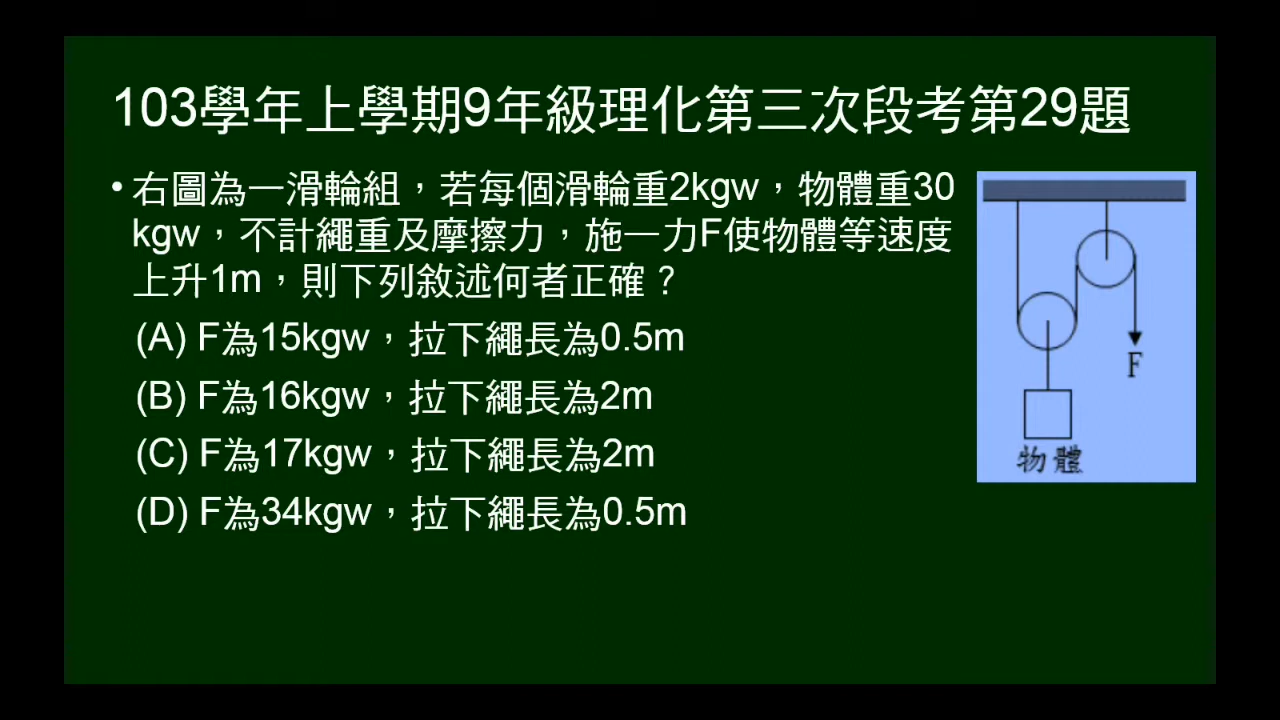 103學年上學期9年級理化第三次段考第29題
•右圖為一滑輪組，若每個滑輪重2kgw，物體重30
kgw，不計繩重及摩擦力，施一力F使物體等速度
上升1m，則下列敘述何者正確？
(A) F為15kgw，拉下繩長為0.5m
(B) F為16kgw，拉下繩長為2m
(C) F為17kgw，拉下繩長為2m
(D) F為34kgw，拉下繩長為0.5m
F
物體